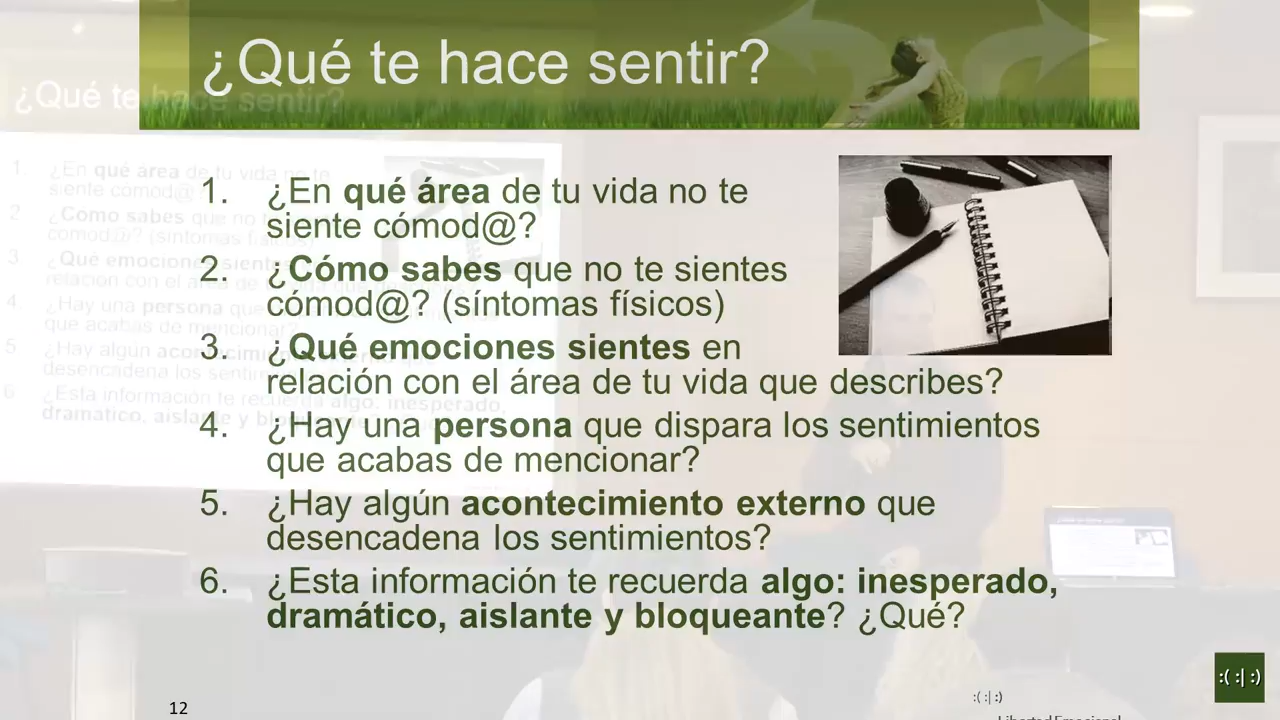 ¿Qué te hace sentir?
1. ¿En qué área de tu vida no te
siente cómod@?
2. ¿Cómo sabes que no te sientes
cómod@? (síntomas físicos)
3. ¿Qué emociones sientes en
relación con el área de tu vida que describes?
4. ¿Hay una persona que dispara los sentimientos
que acabas de mencionar?
5. ¿Hay algún acontecimiento externo que
desencadena los sentimientos?
6. ¿Esta información te recuerda algo: inesperado,
dramático, aislante y bloqueante? ¿Qué?
:( :| :)
12
:( :| :)
Libertad Emocional